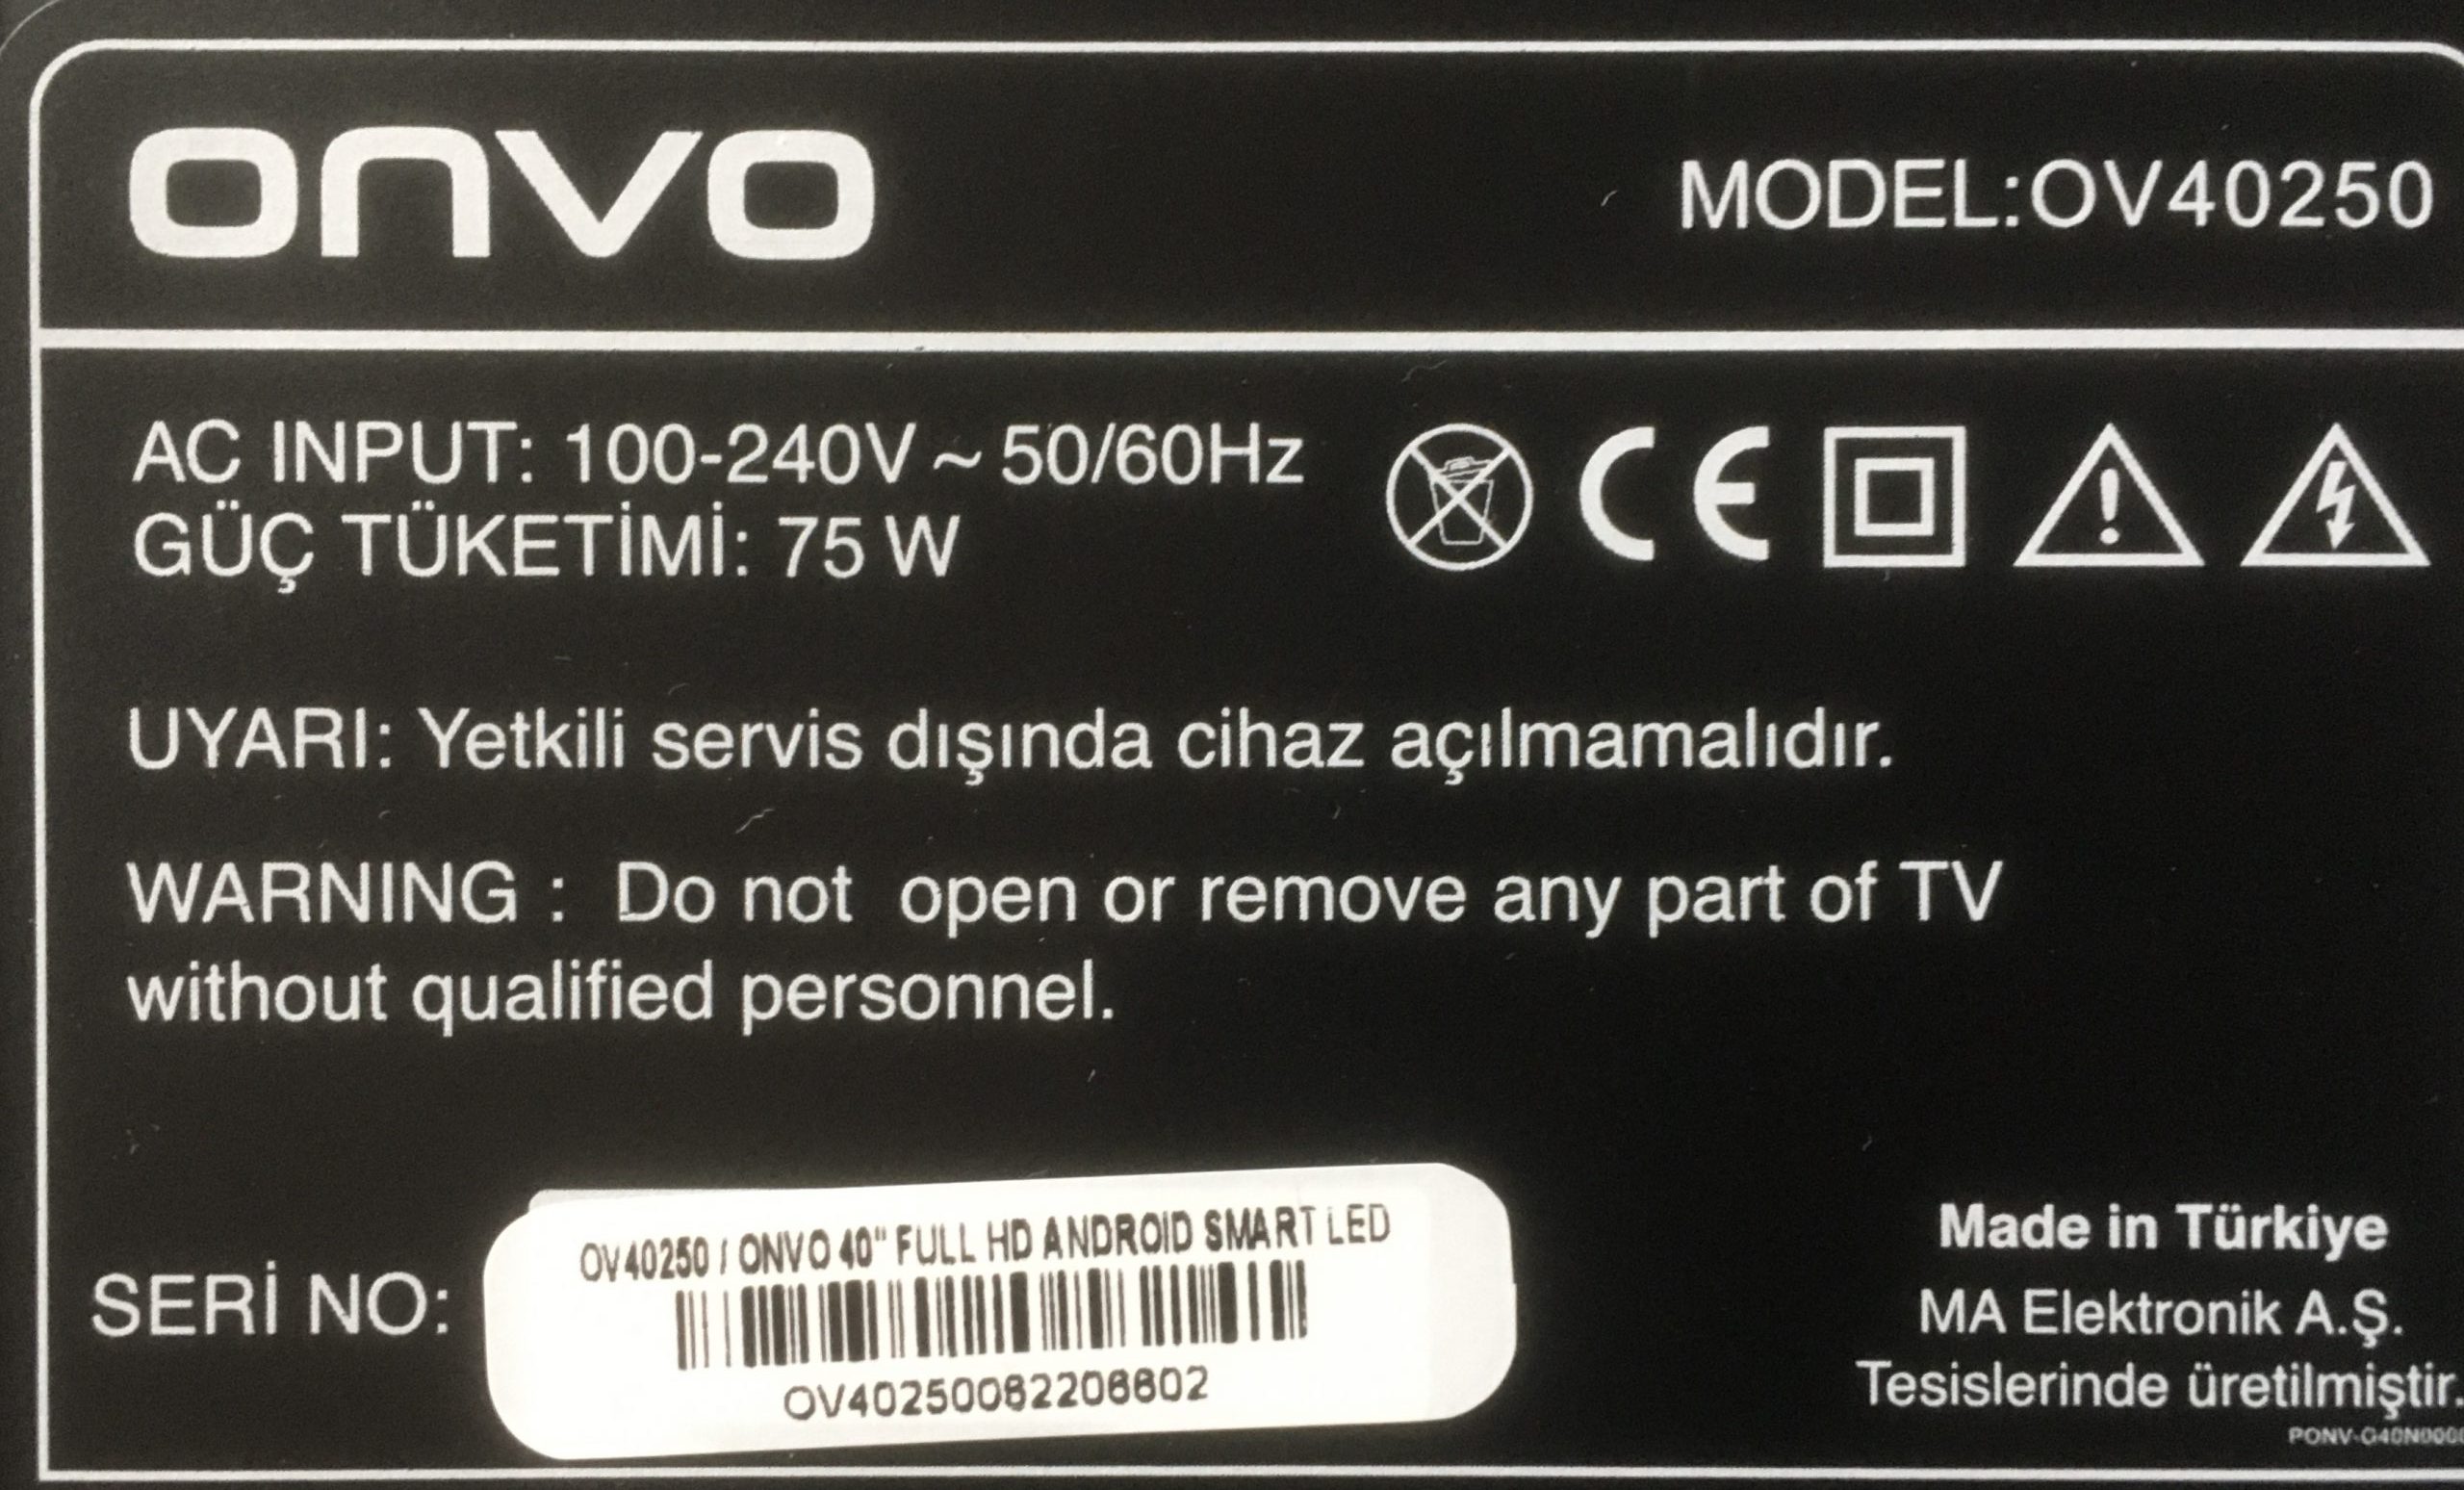 onvo
MODEL:OV40250
AC INPUT: 100-240V ~ 50/60Hz
GÜÇ TÜKETİMİ: 75 W
CE
UYARI: Yetkili servis dışında cihaz açılmamalıdır.
WARNING : Do not open or remove any part of TV
without qualified personnel.
SERİ NO:
OV40250 / ONVO 40" FULL HD ANDROID SMART LED
Made in Türkiye
MA Elektronik A.Ş.
Tesislerinde üretilmiştir.